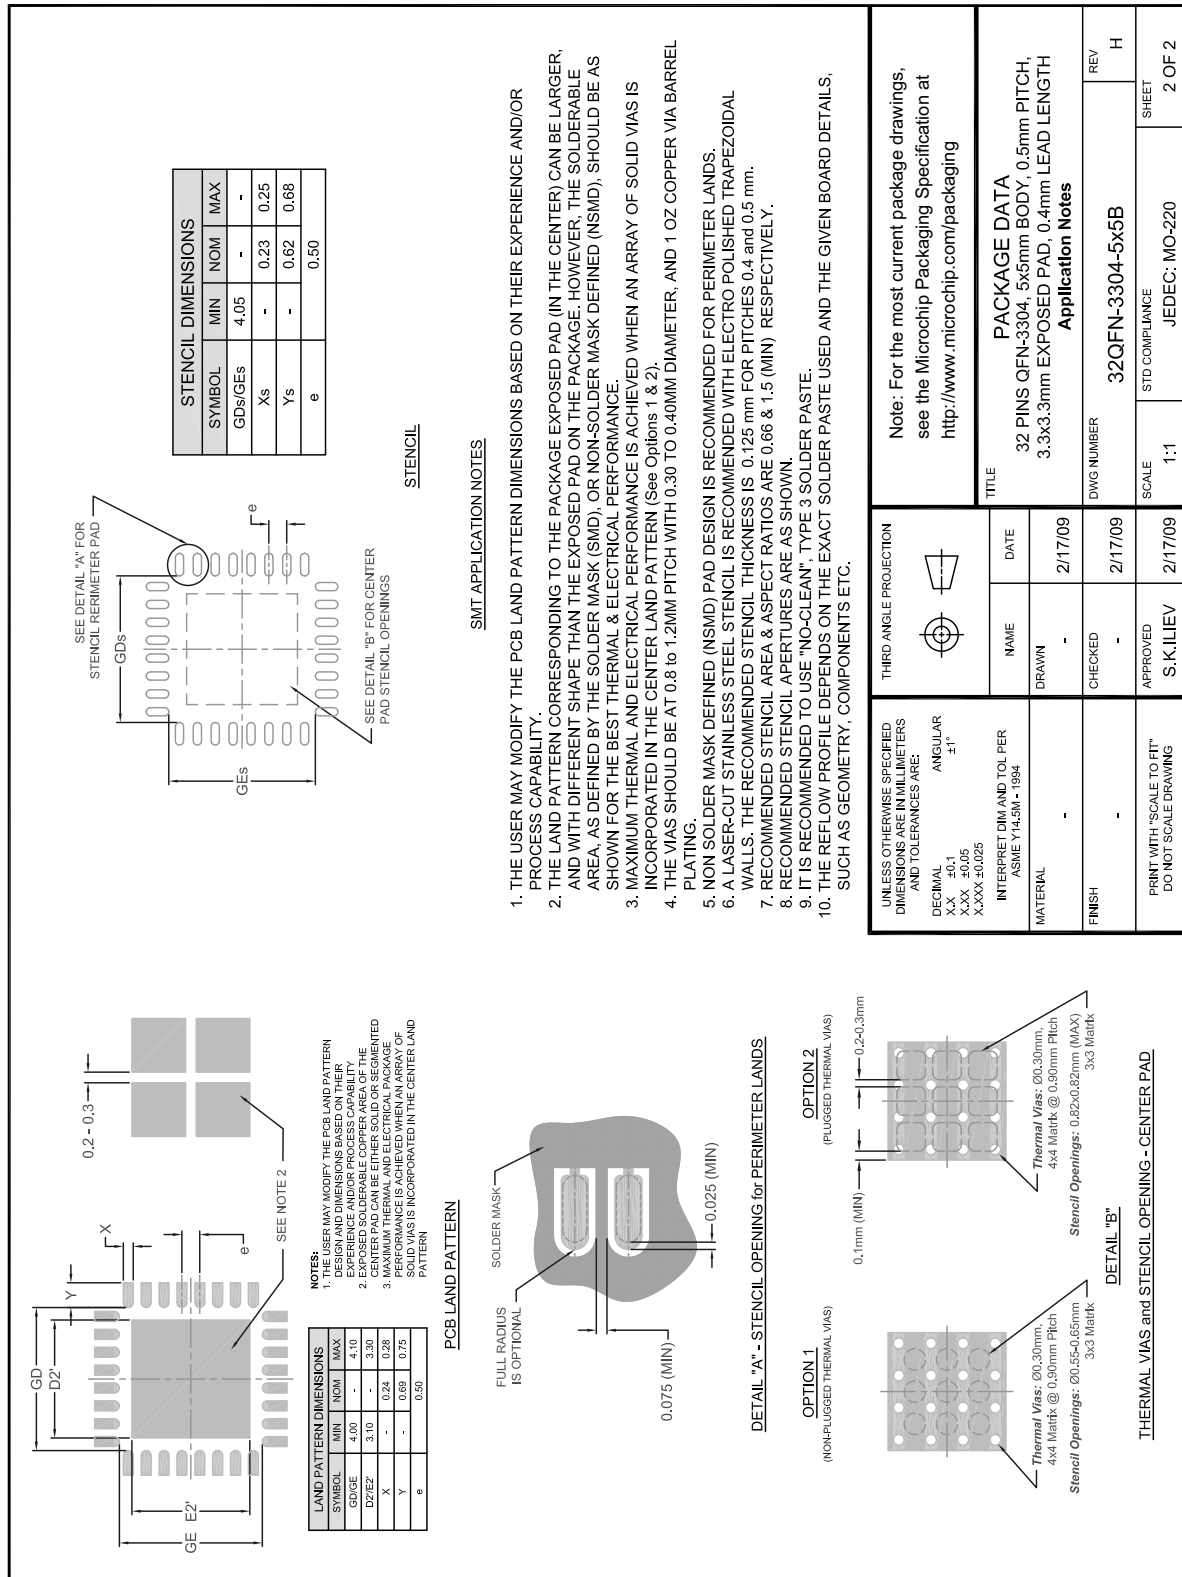 GD
D2'
Y
X
e
GE
E2'
0.2 - 0.3
SEE NOTE 2
LAND PATTERN DIMENSIONS
SYMBOL MIN NOM MAX
GD/GE 4.00 - 4.10
D2'/E2' 3.10 - 3.30
X - 0.24 0.28
Y - 0.69 0.75
e 0.50
NOTES:
1. THE USER MAY MODIFY THE PCB LAND PATTERN
DESIGN AND DIMENSIONS BASED ON THEIR
EXPERIENCE AND/OR PROCESS CAPABILITY
2. EXPOSED SOLDERABLE COPPER AREA OF THE
CENTER PAD CAN BE EITHER SOLID OR SEGMENTED
3. MAXIMUM THERMAL AND ELECTRICAL PACKAGE
PERFORMANCE IS ACHIEVED WHEN AN ARRAY OF
SOLID VIAS IS INCORPORATED IN THE CENTER LAND
PATTERN
PCB LAND PATTERN
SEE DETAIL "A" FOR
STENCIL RERIMETER PAD
GDs
GEs
e
SEE DETAIL "B" FOR CENTER
PAD STENCIL OPENINGS
STENCIL DIMENSIONS
SYMBOL MIN NOM MAX
GDs/GEs 4.05 - -
Xs - 0.23 0.25
Ys - 0.62 0.68
e 0.50
STENCIL
FULL RADIUS
IS OPTIONAL
SOLDER MASK
0.075 (MIN)
0.025 (MIN)
DETAIL "A" - STENCIL OPENING for PERIMETER LANDS
OPTION 1
(NON-PLUGGED THERMAL VIAS)
Thermal Vias: Ø0.30mm,
4x4 Matrix @ 0.90mm Pitch
Stencil Openings: Ø0.55-0.65mm
3x3 Matrix
OPTION 2
(PLUGGED THERMAL VIAS)
0.1mm (MIN)
0.2-0.3mm
Thermal Vias: Ø0.30mm,
4x4 Matrix @ 0.90mm Pitch
Stencil Openings: 0.82x0.82mm (MAX)
3x3 Matrix
DETAIL "B"
THERMAL VIAS and STENCIL OPENING - CENTER PAD
SMT APPLICATION NOTES
1. THE USER MAY MODIFY THE PCB LAND PATTERN DIMENSIONS BASED ON THEIR EXPERIENCE AND/OR
PROCESS CAPABILITY.
2. THE LAND PATTERN CORRESPONDING TO THE PACKAGE EXPOSED PAD (IN THE CENTER) CAN BE LARGER,
AND WITH DIFFERENT SHAPE THAN THE EXPOSED PAD ON THE PACKAGE. HOWEVER, THE SOLDERABLE
AREA, AS DEFINED BY THE SOLDER MASK (SMD), OR NON-SOLDER MASK DEFINED (NSMD), SHOULD BE AS
SHOWN FOR THE BEST THERMAL & ELECTRICAL PERFORMANCE.
3. MAXIMUM THERMAL AND ELECTRICAL PERFORMANCE IS ACHIEVED WHEN AN ARRAY OF SOLID VIAS IS
INCORPORATED IN THE CENTER LAND PATTERN (See Options 1 & 2).
4. THE VIAS SHOULD BE AT 0.8 to 1.2MM PITCH WITH 0.30 TO 0.40MM DIAMETER, AND 1 OZ COPPER VIA BARREL
PLATING.
5. NON SOLDER MASK DEFINED (NSMD) PAD DESIGN IS RECOMMENDED FOR PERIMETER LANDS.
6. A LASER-CUT STAINLESS STEEL STENCIL IS RECOMMENDED WITH ELECTRO POLISHED TRAPEZOIDAL
WALLS. THE RECOMMENDED STENCIL THICKNESS IS 0.125 mm FOR PITCHES 0.4 and 0.5 mm.
7. RECOMMENDED STENCIL AREA & ASPECT RATIOS ARE 0.66 & 1.5 (MIN) RESPECTIVELY.
8. RECOMMENDED STENCIL APERTURES ARE AS SHOWN.
9. IT IS RECOMMENDED TO USE "NO-CLEAN", TYPE 3 SOLDER PASTE.
10. THE REFLOW PROFILE DEPENDS ON THE EXACT SOLDER PASTE USED AND THE GIVEN BOARD DETAILS,
SUCH AS GEOMETRY, COMPONENTS ETC.
UNLESS OTHERWISE SPECIFIED
DIMENSIONS ARE IN MILLIMETERS
AND TOLERANCES ARE:
DECIMAL ANGULAR
X.X ±0.1 ±1°
X.XX ±0.05
X.XXX ±0.025
INTERPRET DIM AND TOL PER
ASME Y14.5M - 1994
MATERIAL
-
FINISH
-
PRINT WITH "SCALE TO FIT"
DO NOT SCALE DRAWING
THIRD ANGLE PROJECTION
NAME DATE
DRAWN
- 2/17/09
CHECKED
- 2/17/09
APPROVED
S.K.ILIEV 2/17/09
Note: For the most current package drawings,
see the Microchip Packaging Specification at
http://www.microchip.com/packaging
TITLE
PACKAGE DATA
32 PINS QFN-3304, 5x5mm BODY, 0.5mm PITCH,
3.3x3.3mm EXPOSED PAD, 0.4mm LEAD LENGTH
Application Notes
DWG NUMBER
32QFN-3304-5x5B
REV
H
SCALE
1:1
STD COMPLIANCE
JEDEC: MO-220
SHEET
2 OF 2